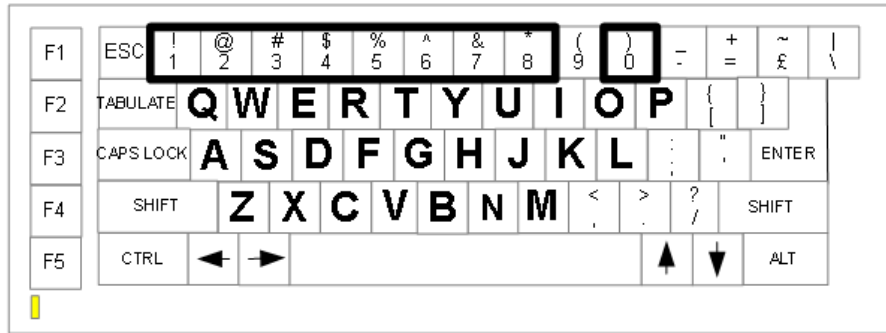 F1 ESC ! 1 @ 2 # 3 $ 4 % 5 ^ 6 & 7 * 8 ( 9 ) 0 _ - + = ~ £ | \
F2 TABULATE Q W E R T Y U I O P { [ } ]
F3 CAPS LOCK A S D F G H J K L : ; " ' ENTER
F4 SHIFT Z X C V B N M < , > . ? / SHIFT
F5 CTRL ALT